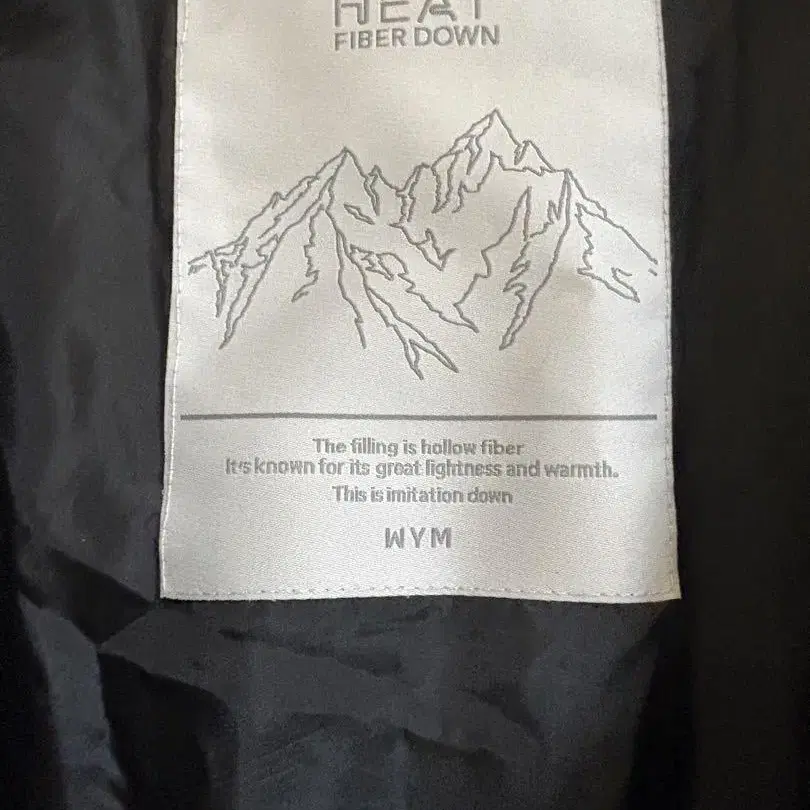 HEAT
FIBER DOWN
The filling is hollow fiber
It's known for its great lightness and warmth.
This is imitation down
WYM